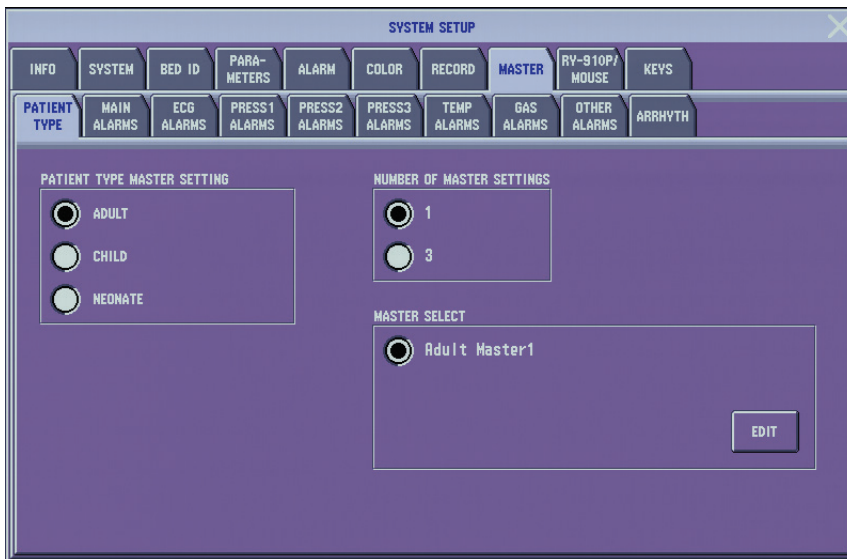 SYSTEM SETUP
INFO
SYSTEM
BED ID
PARA-
METERS
ALARM
COLOR
RECORD
MASTER
RY-910P/
MOUSE
KEYS
PATIENT
TYPE
MAIN
ALARMS
ECG
ALARMS
PRESS1
ALARMS
PRESS2
ALARMS
PRESS3
ALARMS
TEMP
ALARMS
GAS
ALARMS
OTHER
ALARMS
ARRHYTH
PATIENT TYPE MASTER SETTING
ADULT
CHILD
NEONATE
NUMBER OF MASTER SETTINGS
1
3
MASTER SELECT
Adult Master1
EDIT